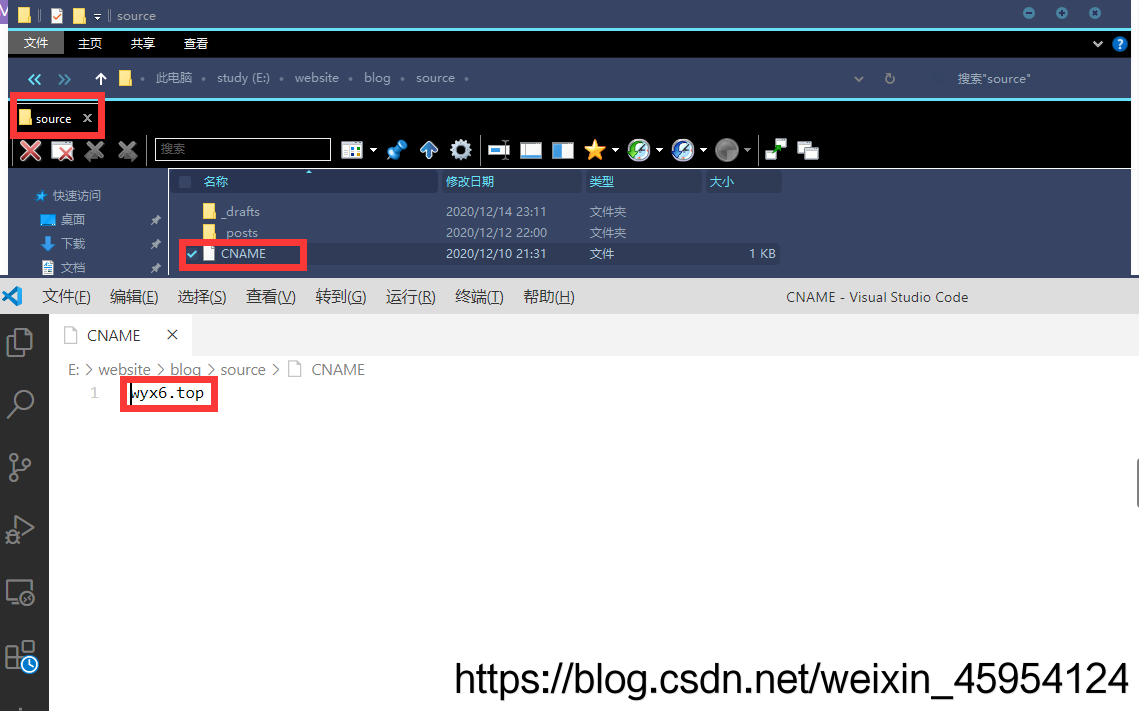 source
文件 主页 共享 查看
此电脑 study (E:) website blog source 搜索"source"
source
搜索
名称 修改日期 类型 大小
快速访问
桌面
下载
文档
_drafts 2020/12/14 23:11 文件夹
_posts 2020/12/12 22:00 文件夹
CNAME 2020/12/10 21:31 文件 1 KB
文件(F) 编辑(E) 选择(S) 查看(V) 转到(G) 运行(R) 终端(T) 帮助(H) CNAME - Visual Studio Code
CNAME
E: > website > blog > source > CNAME
1 wyx6.top
https://blog.csdn.net/weixin_45954124